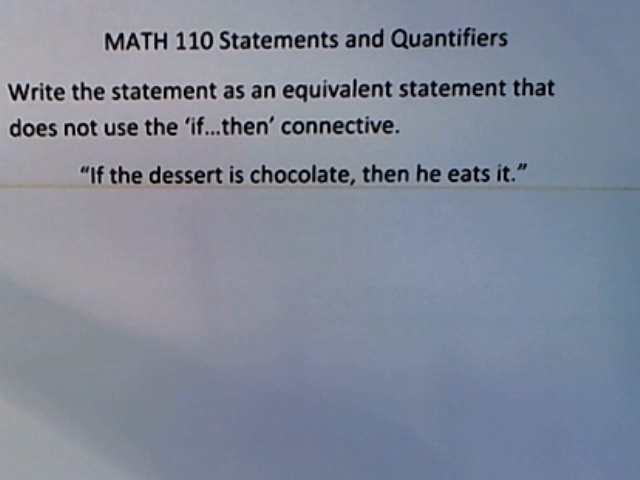 MATH 110 Statements and Quantifiers
Write the statement as an equivalent statement that
does not use the ‘if...then’ connective.
“If the dessert is chocolate, then he eats it.”